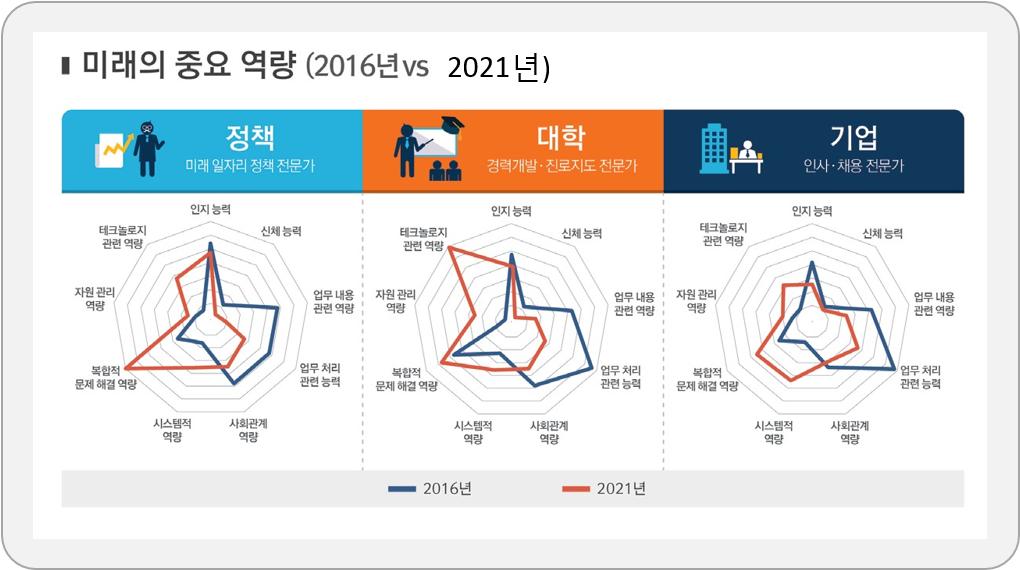 미래의 중요 역량 (2016년 vs 2021년)
정책
미래 일자리 정책 전문가
대학
경력개발·진로지도 전문가
기업
인사·채용 전문가
인지 능력
신체 능력
업무 내용
관련 역량
업무 처리
관련 능력
사회관계
역량
시스템적
역량
복합적
문제 해결 역량
자원 관리
역량
테크놀로지
관련 역량
인지 능력
신체 능력
업무 내용
관련 역량
업무 처리
관련 능력
사회관계
역량
시스템적
역량
복합적
문제 해결 역량
자원 관리
역량
테크놀로지
관련 역량
인지 능력
신체 능력
업무 내용
관련 역량
업무 처리
관련 능력
사회관계
역량
시스템적
역량
복합적
문제 해결 역량
자원 관리
역량
테크놀로지
관련 역량
2016년
2021년